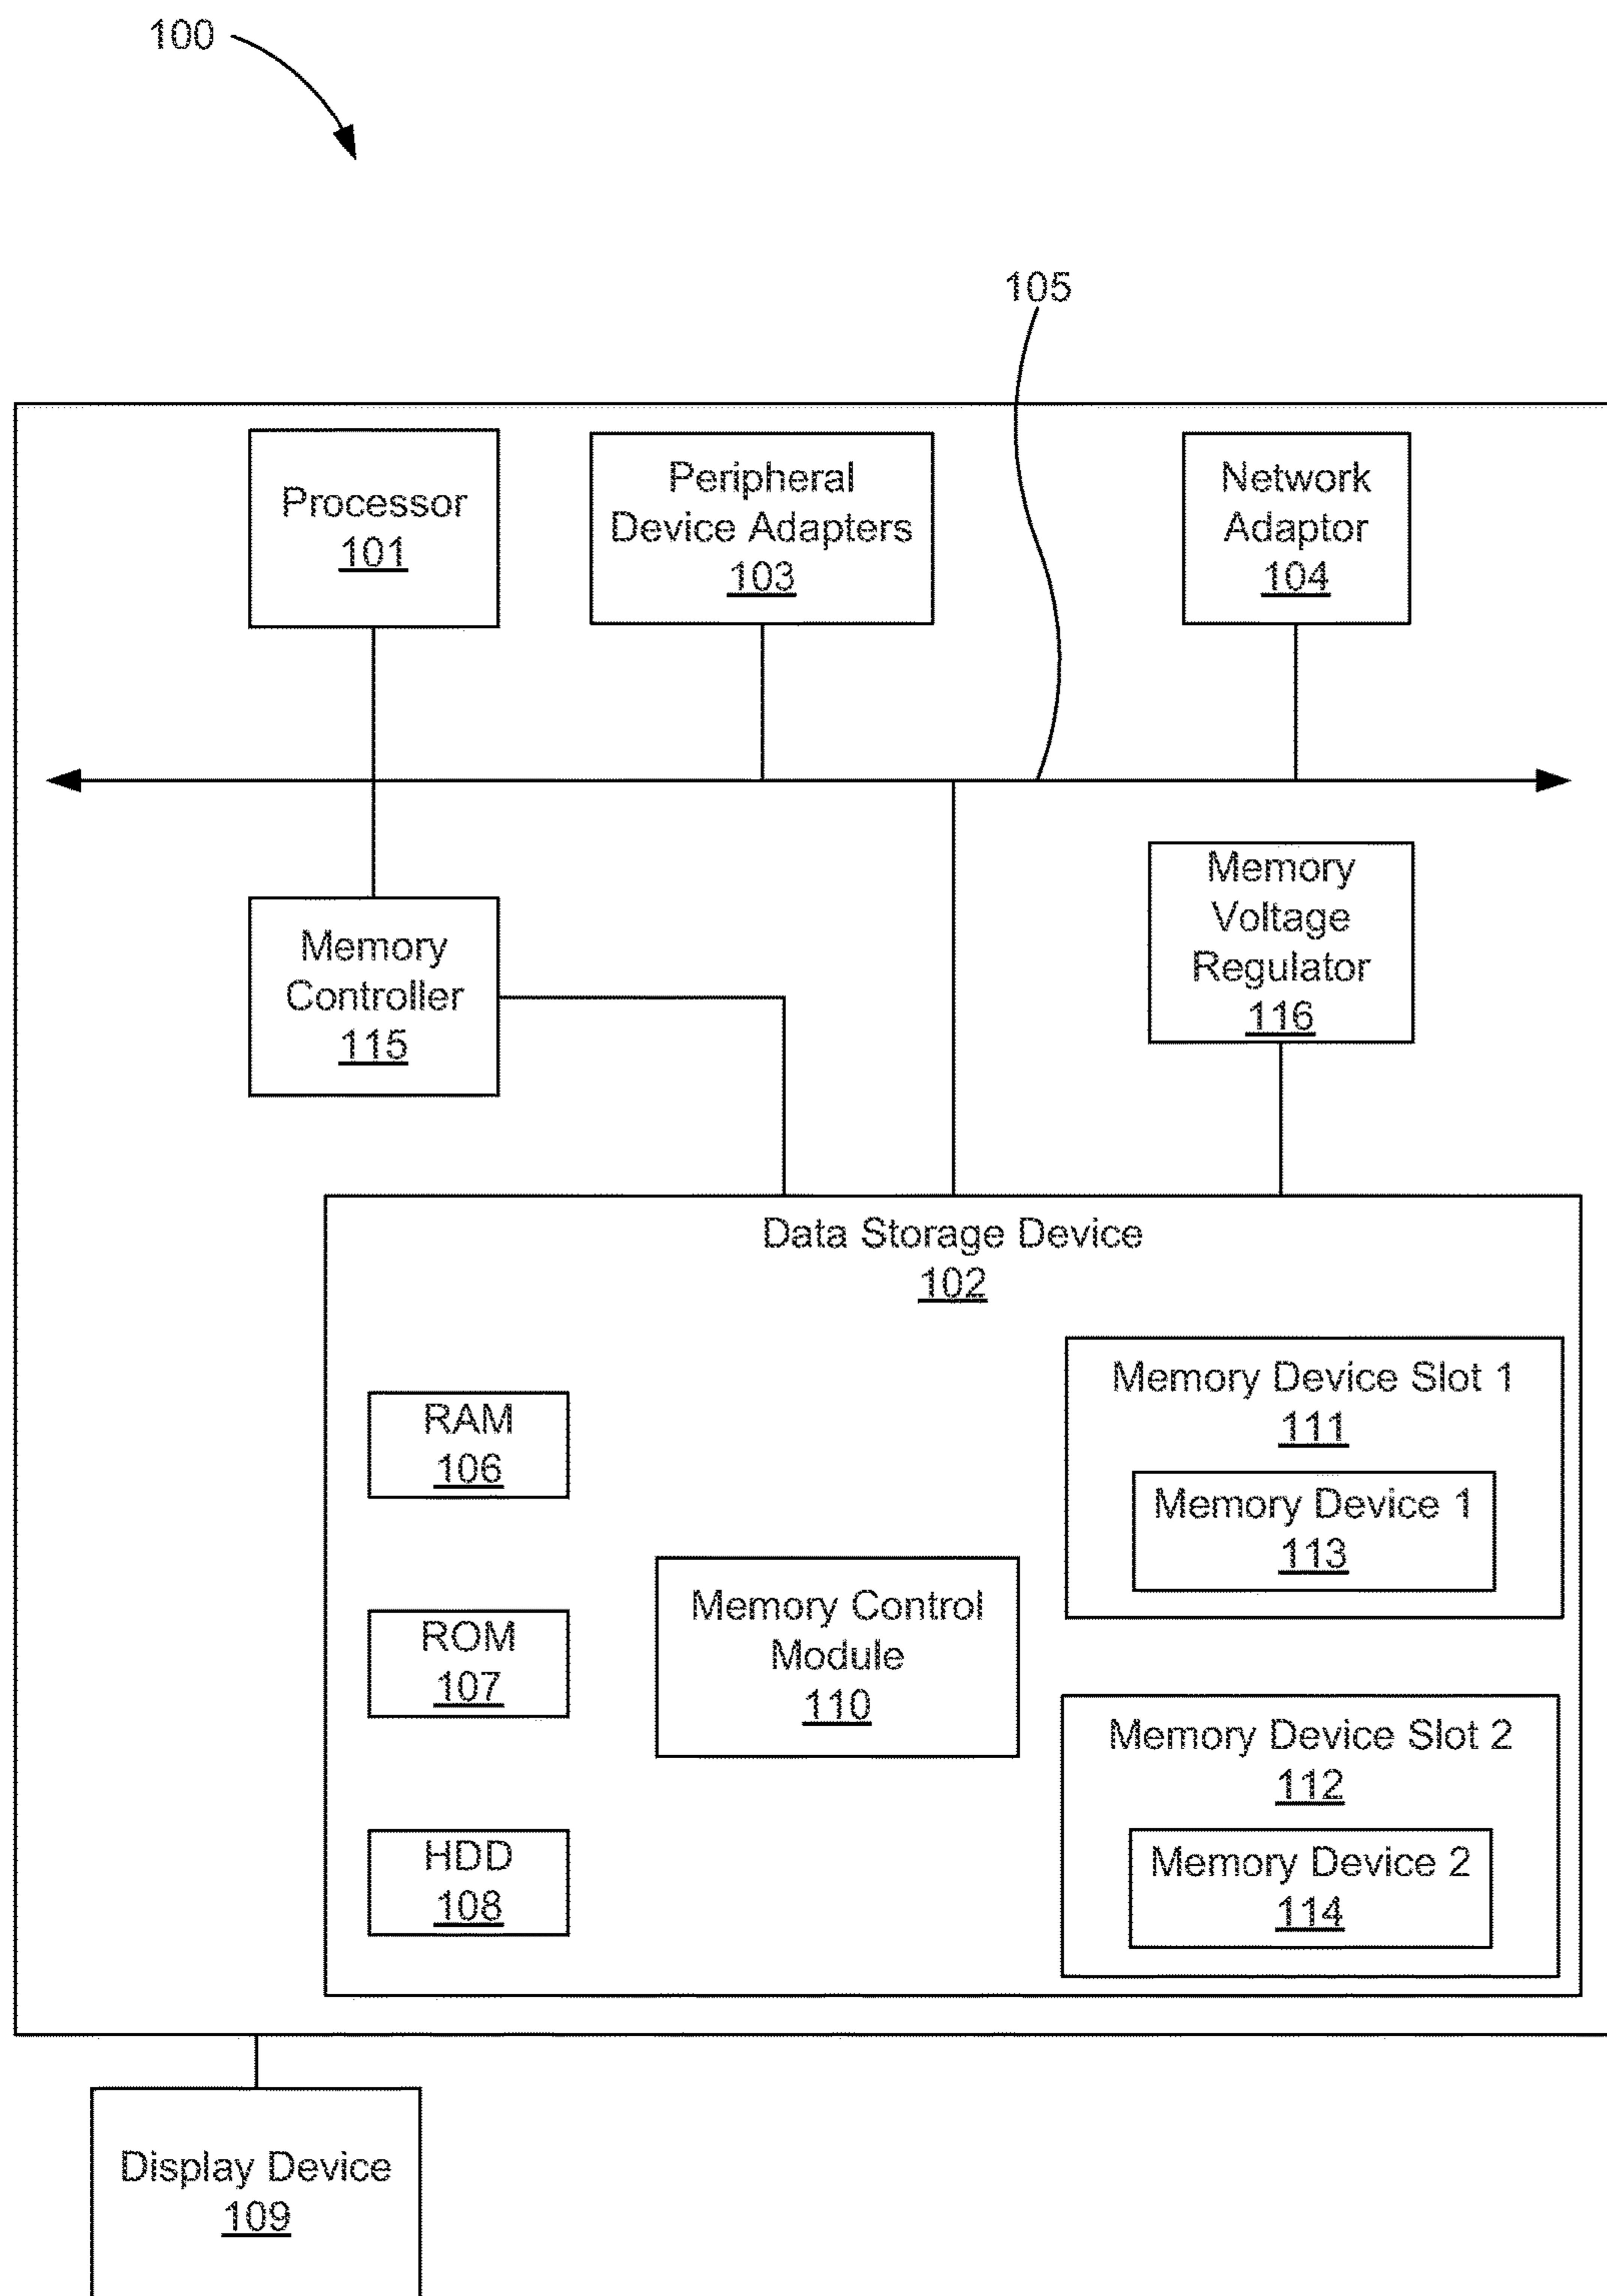 100
105
Processor
101
Peripheral
Device Adapters
103
Network
Adaptor
104
Memory
Controller
115
Memory
Voltage
Regulator
116
Data Storage Device
102
RAM
106
ROM
107
HDD
108
Memory Control
Module
110
Memory Device Slot 1
111
Memory Device 1
113
Memory Device Slot 2
112
Memory Device 2
114
Display Device
109